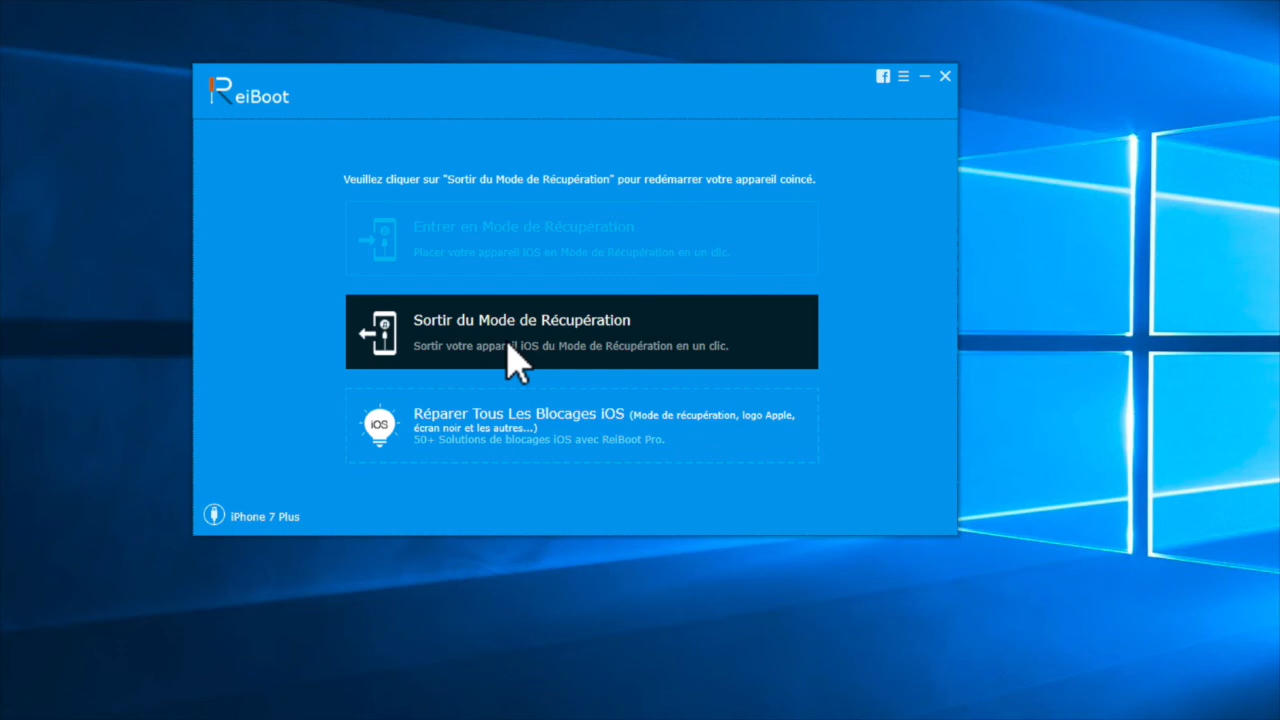 ReiBoot
Veuillez cliquer sur "Sortir du Mode de Récupération" pour redémarrer votre appareil coincé.
Entrer en Mode de Récupération
Placer votre appareil iOS en Mode de Récupération en un clic.
Sortir du Mode de Récupération
Sortir votre appareil iOS du Mode de Récupération en un clic.
Réparer Tous Les Blocages iOS (Mode de récupération, logo Apple,
écran noir et les autres...)
iOS
50+ Solutions de blocages iOS avec ReiBoot Pro.
iPhone 7 Plus